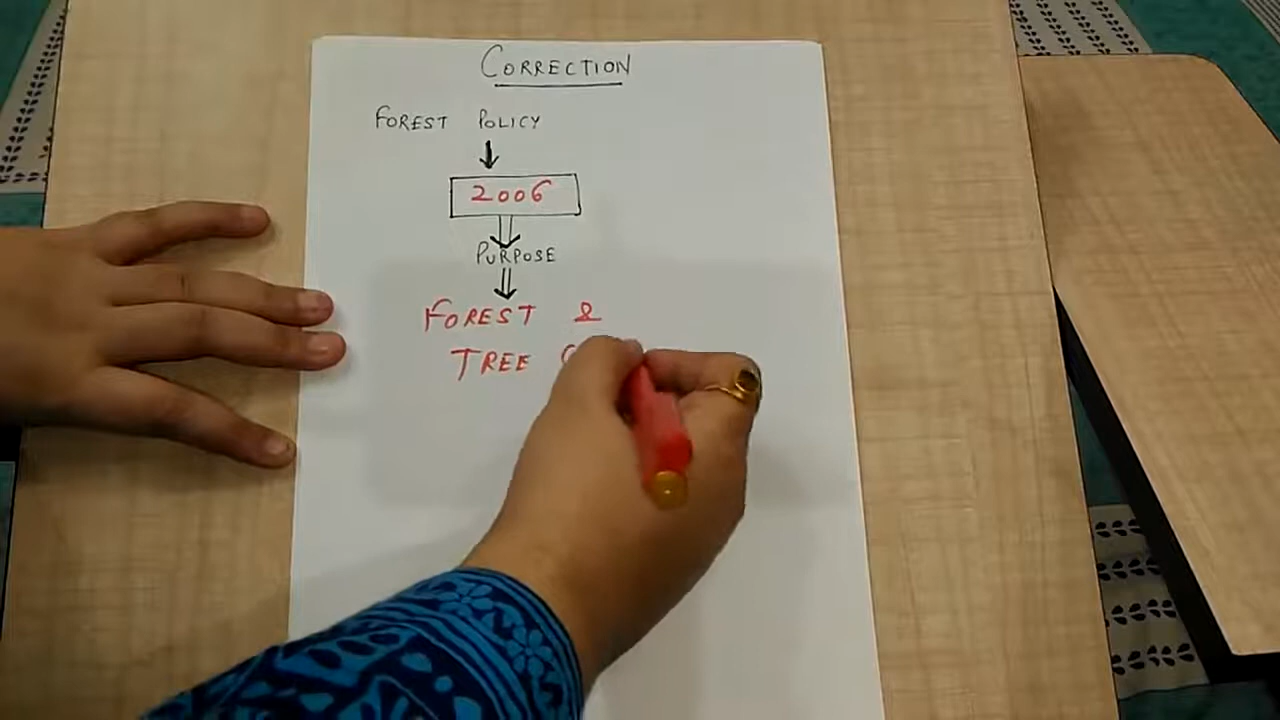 CORRECTION
FOREST POLICY
2006
PURPOSE
FOREST &
TREE